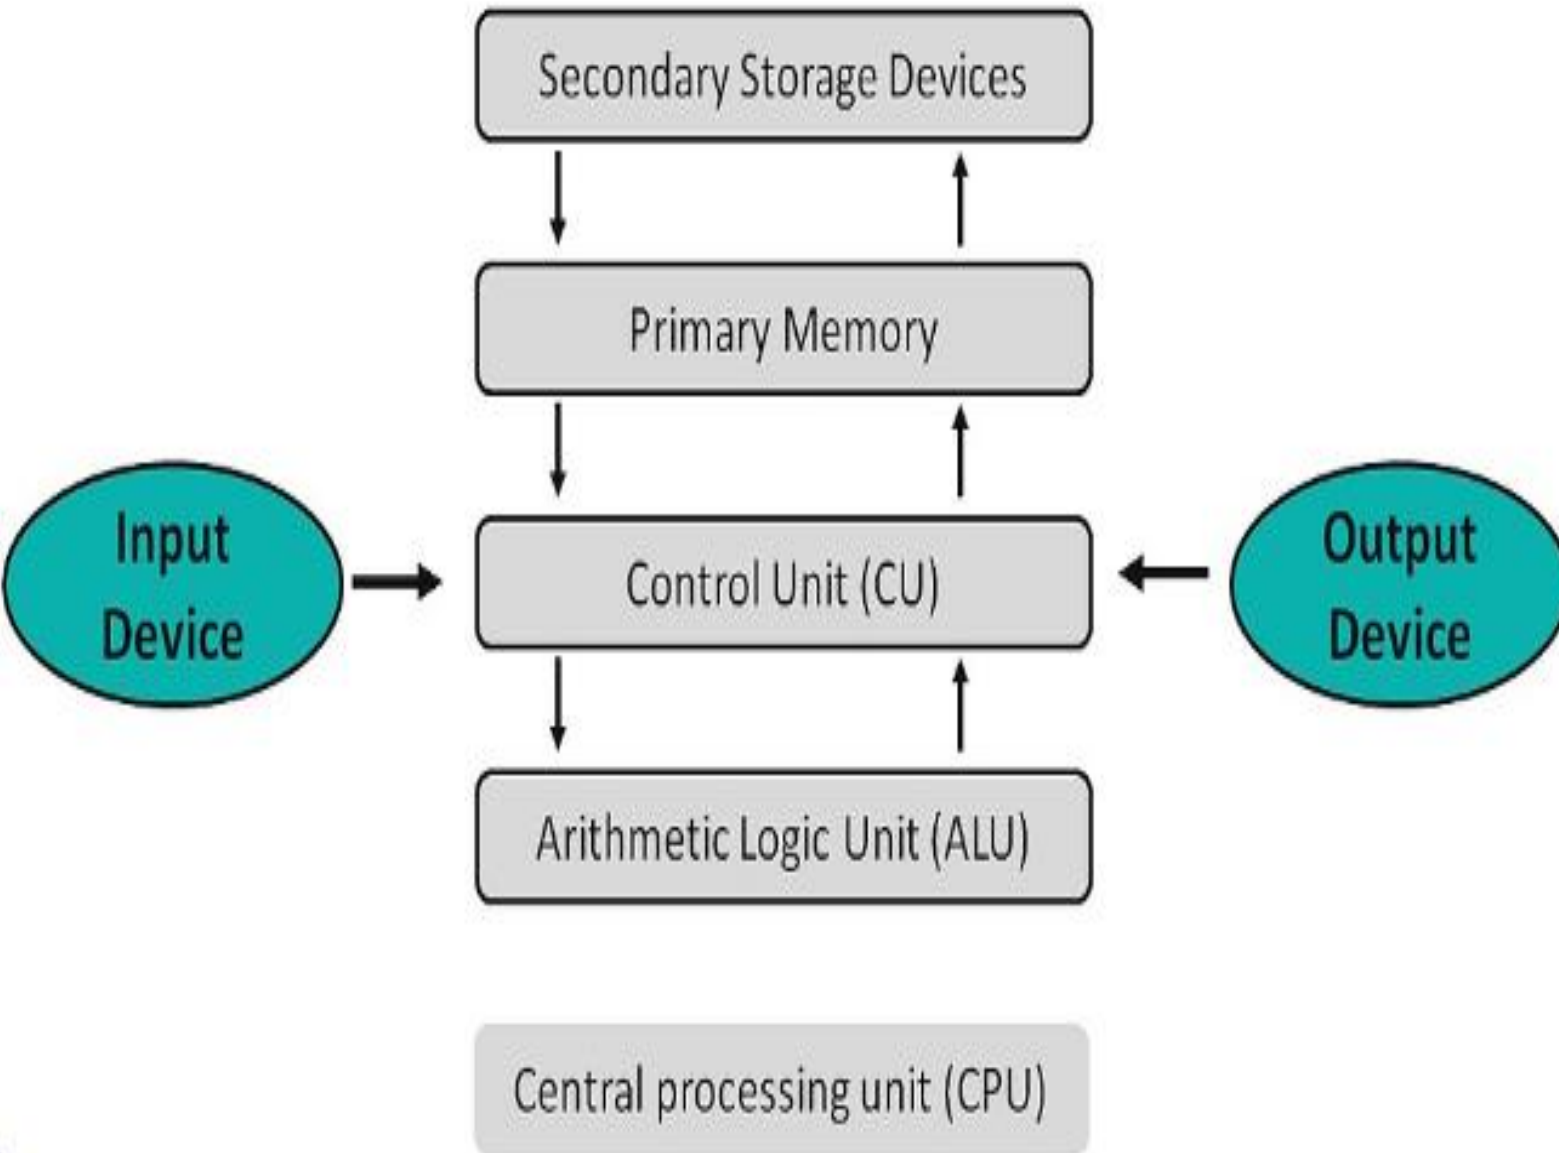 Secondary Storage Devices
Primary Memory
Input
Device
Control Unit (CU)
Output
Device
Arithmetic Logic Unit (ALU)
Central processing unit (CPU)